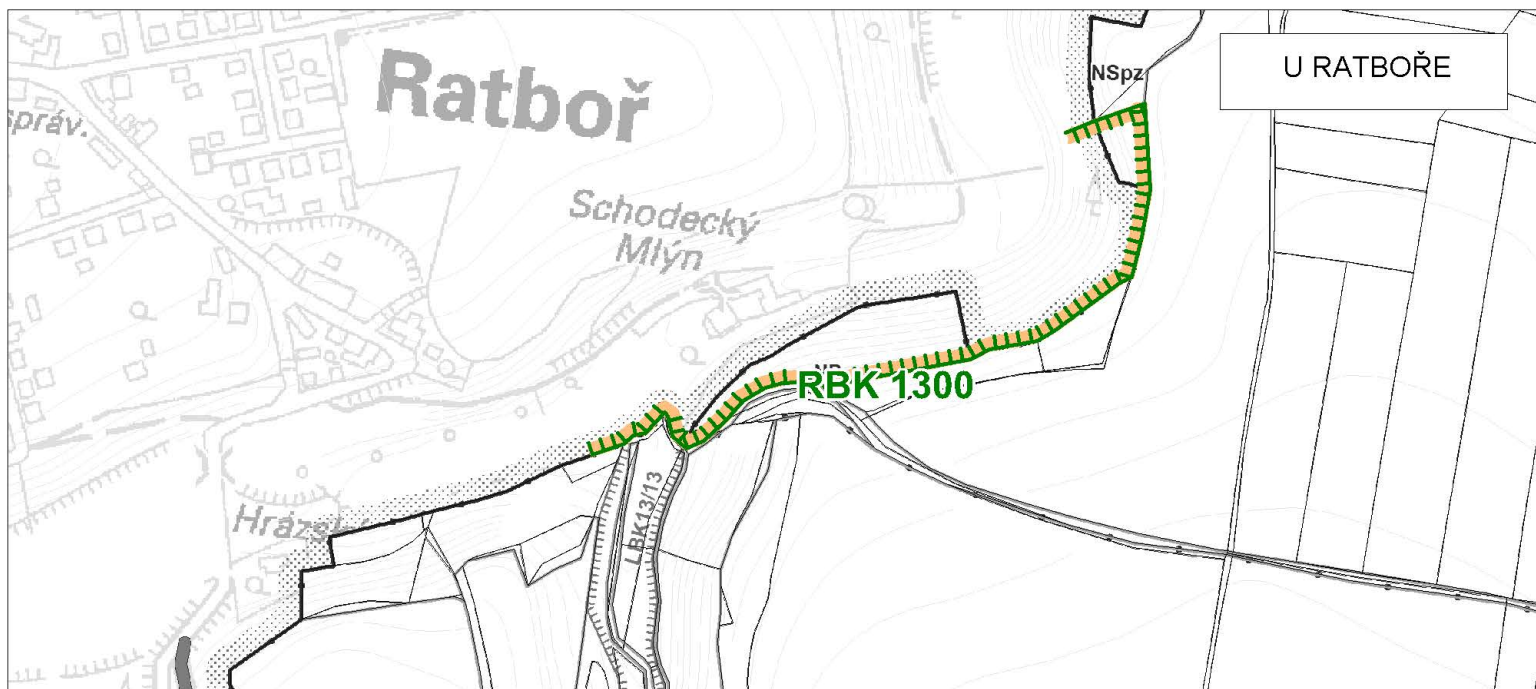 U RATBOŘE
NSpz
Ratboř
správ.
Schodecký
Mlýn
RBK 1300
LBK13/13